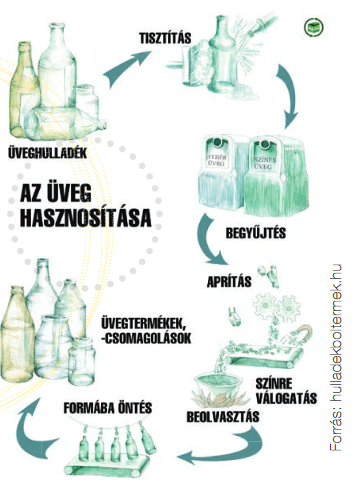 TISZTÍTÁS
ÜVEGHULLADÉK
FEHÉR
ÜVEG
SZÍNES
ÜVEG
AZ ÜVEG
HASZNOSÍTÁSA
BEGYŰJTÉS
APRÍTÁS
ÜVEGTERMÉKEK,
-CSOMAGOLÁSOK
SZÍNRE
VÁLOGATÁS
BEOLVASZTÁS
FORMÁBA ÖNTÉS
Forrás: hulladekboltermek.hu